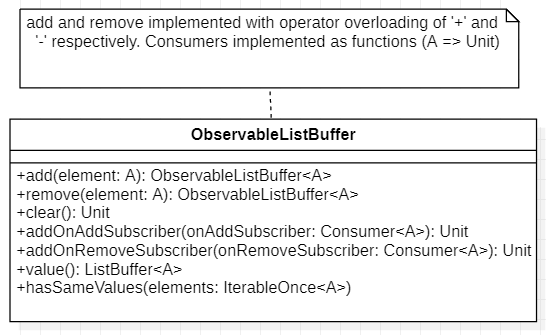 add and remove implemented with operator overloading of '+' and
'-' respectively. Consumers implemented as functions (A => Unit)
ObservableListBuffer
+add(element: A): ObservableListBuffer<A>
+remove(element: A): ObservableListBuffer<A>
+clear(): Unit
+addOnAddSubscriber(onAddSubscriber: Consumer<A>): Unit
+addOnRemoveSubscriber(onRemoveSubscriber: Consumer<A>): Unit
+value(): ListBuffer<A>
+hasSameValues(elements: IterableOnce<A>)